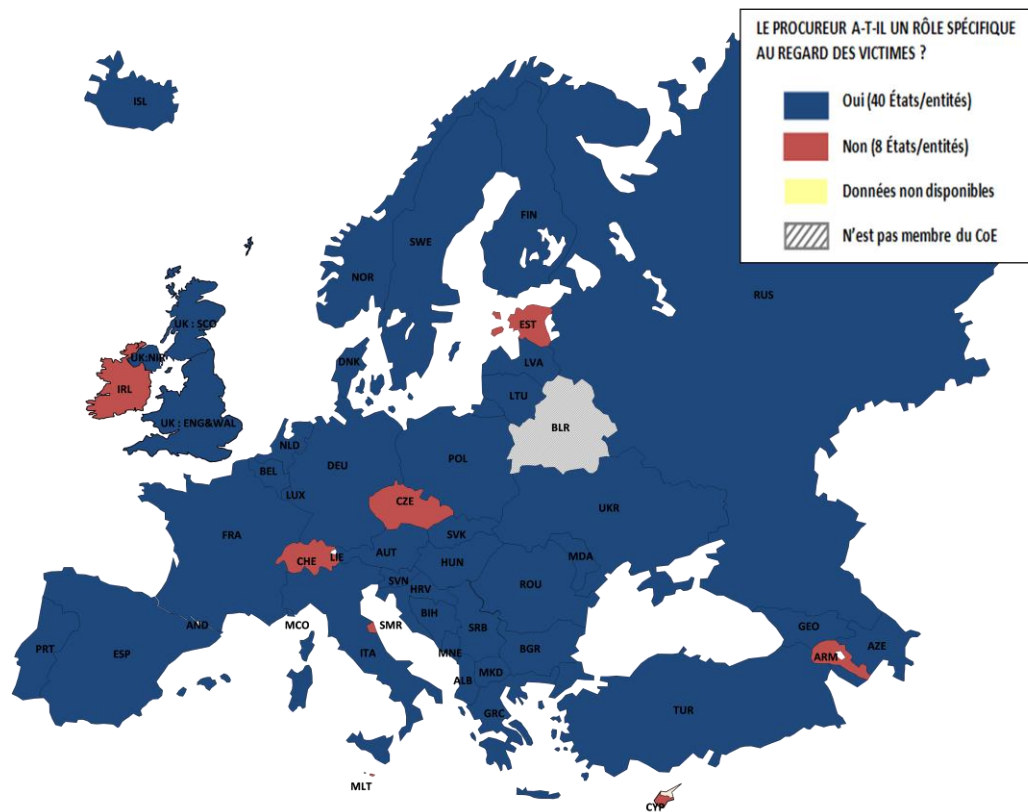 LE PROCUREUR A-T-IL UN RÔLE SPÉCIFIQUE
AU REGARD DES VICTIMES ?
Oui (40 États/entités)
Non (8 États/entités)
Données non disponibles
N'est pas membre du CoE
ISL
FIN
SWE
NOR
RUS
UK : SCO
EST
UK:NIR
DNK
LVA
IRL
LTU
UK : ENG&WAL
BLR
NLD
POL
DEU
BEL
LUX
CZE
UKR
FRA
SVK
CHE
LIE
AUT
MDA
HUN
SVN
ROU
HRV
BIH
AND
MCO
SMR
SRB
GEO
PRT
ESP
ITA
MNE
BGR
AZE
ARM
MKD
ALB
TUR
GRC
MLT
CYP